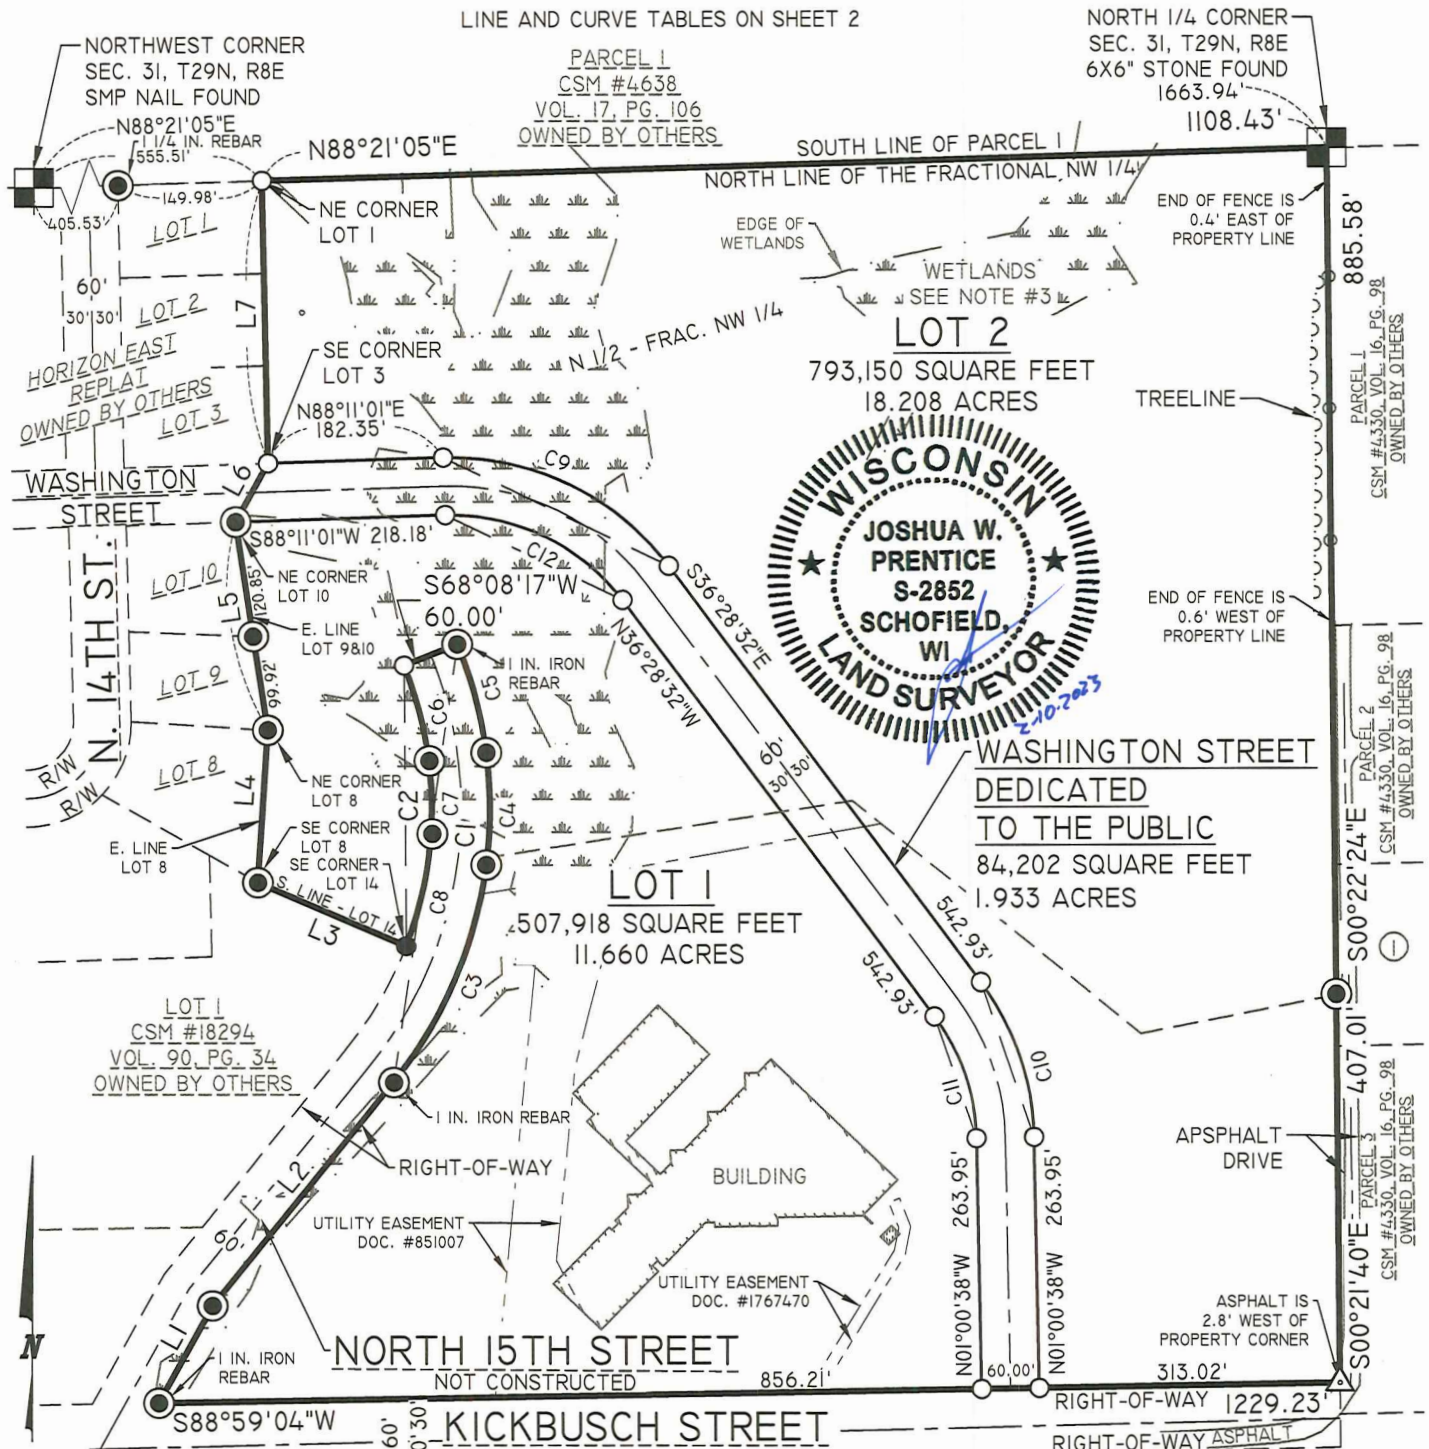 LINE AND CURVE TABLES ON SHEET 2
NORTHWEST CORNER
SEC. 31, T29N, R8E
SMP NAIL FOUND
PARCEL 1
CSM #4638
VOL. 17, PG. 106
OWNED BY OTHERS
NORTH 1/4 CORNER
SEC. 31, T29N, R8E
6X6" STONE FOUND
1663.94'
1108.43'
N88°21'05"E
1 1/4 IN. REBAR
555.51'
N88°21'05"E
SOUTH LINE OF PARCEL 1
NORTH LINE OF THE FRACTIONAL NW 1/4
149.98'
405.53'
NE CORNER
LOT 1
LOT 1
60'
30' 30'
LOT 2
L7
HORIZON EAST
REPLAT
OWNED BY OTHERS
LOT 3
EDGE OF
WETLANDS
WETLANDS
SEE NOTE #3
END OF FENCE IS
0.4' EAST OF
PROPERTY LINE
885.58'
N 1/2 - FRAC. NW 1/4
LOT 2
793,150 SQUARE FEET
18.208 ACRES
SE CORNER
LOT 3
N88°11'01"E
182.35'
TREELINE
PARCEL 1
CSM #4330, VOL. 16, PG. 98
OWNED BY OTHERS
WASHINGTON
STREET
L6
C9
WISCONSIN
JOSHUA W.
PRENTICE
S-2852
SCHOFIELD,
WI
LAND SURVEYOR
2-10-2023
S88°11'01"W 218.18'
C12
S36°28'32"E
N36°28'32"W
N. 14TH ST.
LOT 10
NE CORNER
LOT 10
L5
120.85'
E. LINE
LOT 9&10
S68°08'17"W
60.00'
1 IN. IRON
REBAR
END OF FENCE IS
0.6' WEST OF
PROPERTY LINE
LOT 9
99.92'
C6
C5
R/W
R/W
LOT 8
L4
NE CORNER
LOT 8
C2
C7
C1
C4
60'
30' 30'
WASHINGTON STREET
DEDICATED
TO THE PUBLIC
84,202 SQUARE FEET
1.933 ACRES
PARCEL 2
CSM #4330, VOL. 16, PG. 98
OWNED BY OTHERS
S00°22'24"E
E. LINE
LOT 8
SE CORNER
LOT 8
SE CORNER
LOT 14
S. LINE - LOT 14
L3
C8
LOT 1
507,918 SQUARE FEET
11.660 ACRES
C3
542.93'
542.93'
LOT 1
CSM #18294
VOL. 90, PG. 34
OWNED BY OTHERS
1 IN. IRON REBAR
C11
C10
407.01'
L2
RIGHT-OF-WAY
BUILDING
APSPHALT
DRIVE
PARCEL 3
CSM #4330, VOL. 16, PG. 98
OWNED BY OTHERS
60'
UTILITY EASEMENT
DOC. #851007
UTILITY EASEMENT
DOC. #1767470
N01°00'38"W 263.95'
N01°00'38"W 263.95'
S00°21'40"E
N
L1
1 IN. IRON
REBAR
NORTH 15TH STREET
NOT CONSTRUCTED
856.21'
60.00'
ASPHALT IS
2.8' WEST OF
PROPERTY CORNER
313.02'
S88°59'04"W
KICKBUSCH STREET
RIGHT-OF-WAY
1229.23'
RIGHT-OF-WAY
ASPHALT
60'